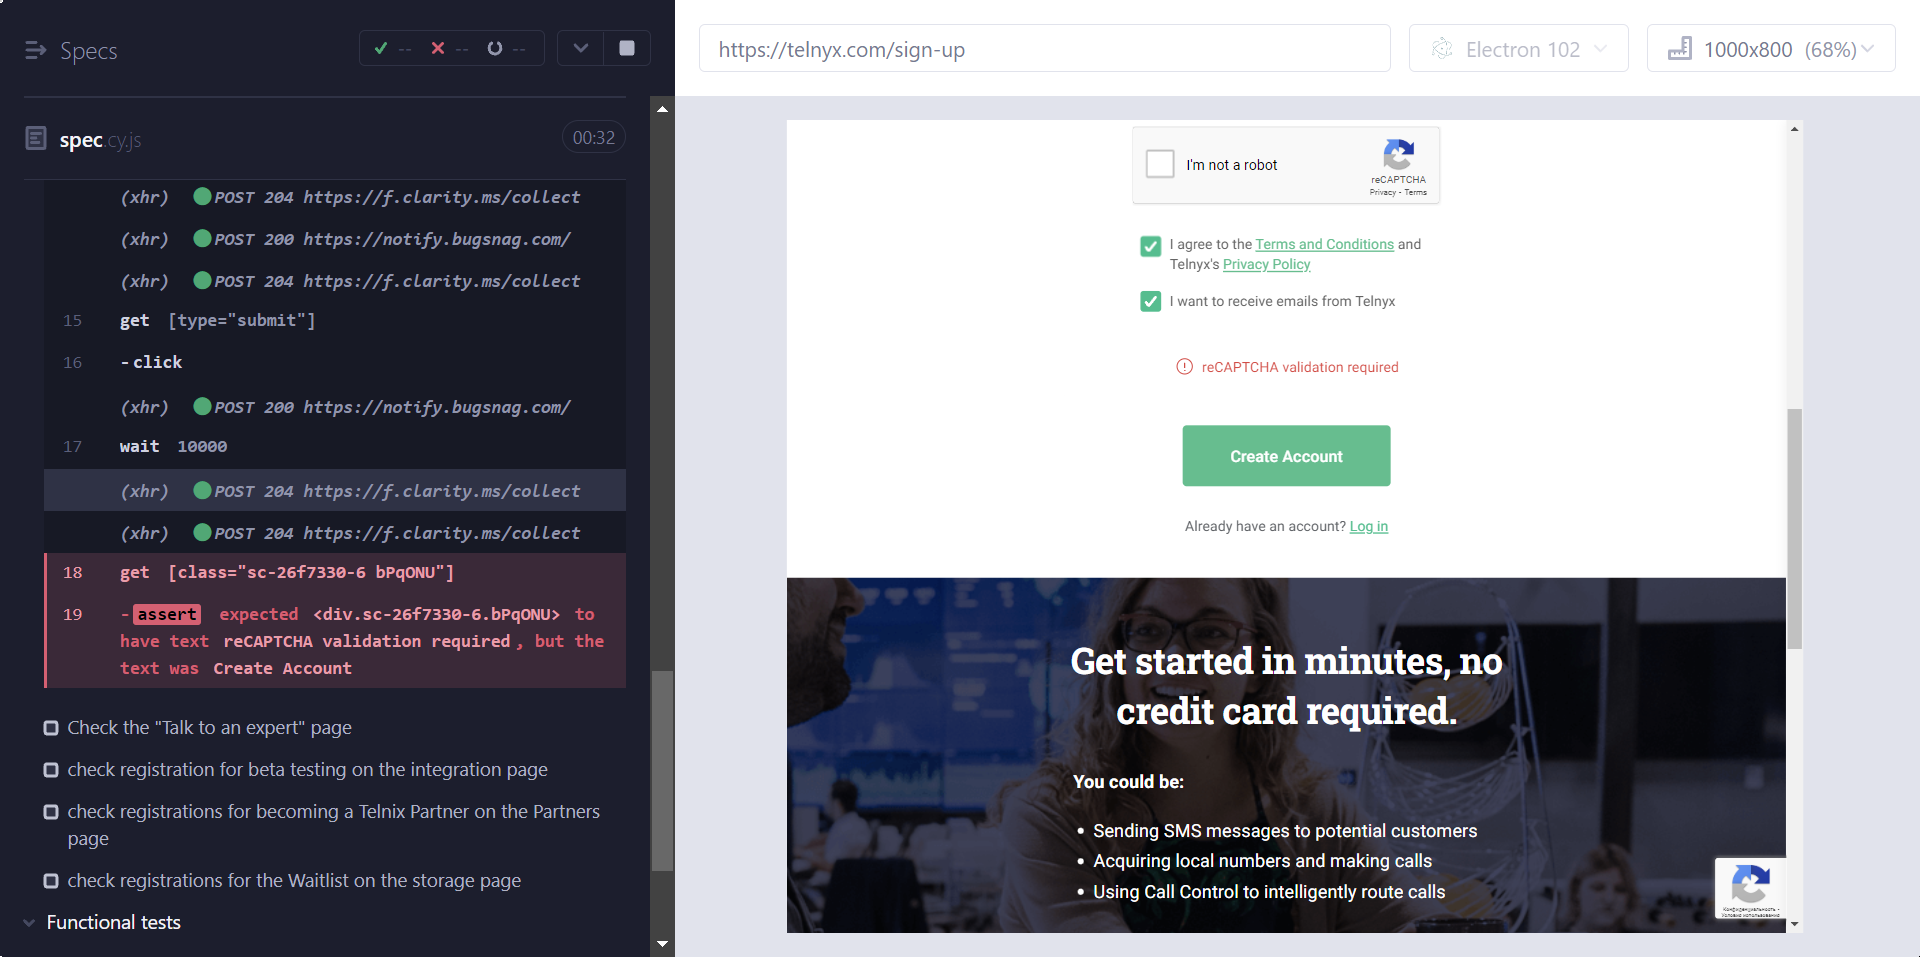 Specs
-- -- --
https://telnyx.com/sign-up
Electron 102
1000x800 (68%)
spec.cy.js
00:32
(xhr) POST 204 https://f.clarity.ms/collect
(xhr) POST 200 https://notify.bugsnag.com/
(xhr) POST 204 https://f.clarity.ms/collect
15 get [type="submit"]
16 -click
(xhr) POST 200 https://notify.bugsnag.com/
17 wait 10000
(xhr) POST 204 https://f.clarity.ms/collect
(xhr) POST 204 https://f.clarity.ms/collect
18 get [class="sc-26f7330-6 bPqONU"]
19 -assert expected <div.sc-26f7330-6.bPqONU> to
have text reCAPTCHA validation required, but the
text was Create Account
Check the "Talk to an expert" page
check registration for beta testing on the integration page
check registrations for becoming a Telnix Partner on the Partners
page
check registrations for the Waitlist on the storage page
Functional tests
I'm not a robot
reCAPTCHA
Privacy - Terms
I agree to the Terms and Conditions and
Telnyx's Privacy Policy
I want to receive emails from Telnyx
reCAPTCHA validation required
Create Account
Already have an account? Log in
Get started in minutes, no
credit card required.
You could be:
• Sending SMS messages to potential customers
• Acquiring local numbers and making calls
• Using Call Control to intelligently route calls
Конфиденциальность -
Условия использования